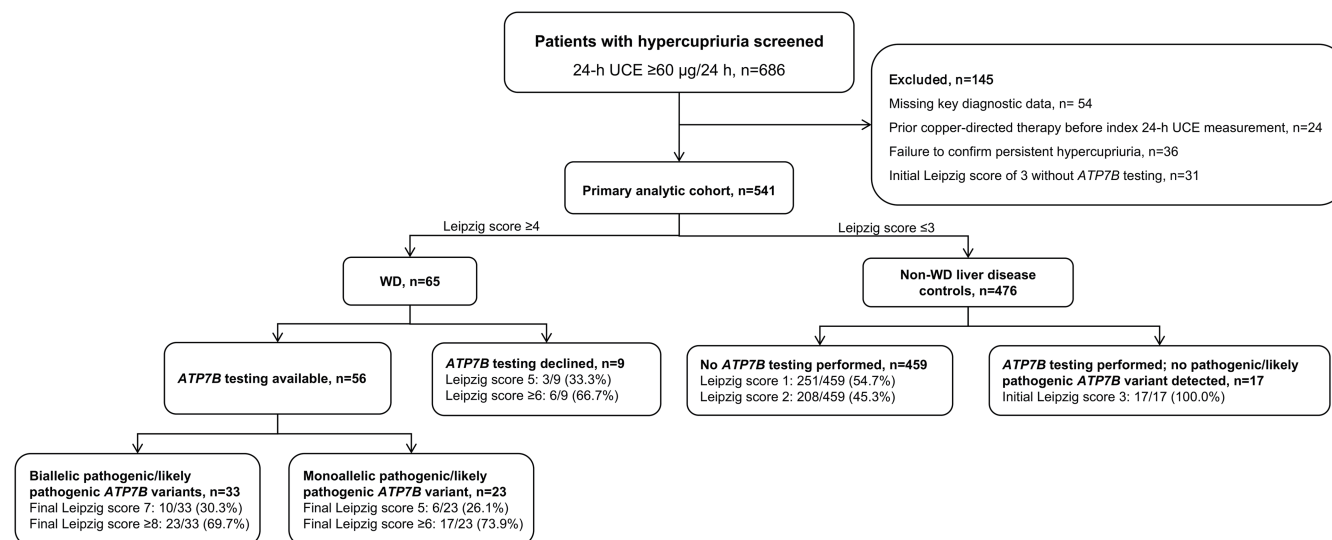 Patients with hypercupriuria screened
24-h UCE ≥60 µg/24 h, n=686
Excluded, n=145
Missing key diagnostic data, n= 54
Prior copper-directed therapy before index 24-h UCE measurement, n=24
Failure to confirm persistent hypercupriuria, n=36
Initial Leipzig score of 3 without ATP7B testing, n=31
Primary analytic cohort, n=541
Leipzig score ≥4
Leipzig score ≤3
WD, n=65
Non-WD liver disease
controls, n=476
ATP7B testing available, n=56
ATP7B testing declined, n=9
Leipzig score 5: 3/9 (33.3%)
Leipzig score ≥6: 6/9 (66.7%)
No ATP7B testing performed, n=459
Leipzig score 1: 251/459 (54.7%)
Leipzig score 2: 208/459 (45.3%)
ATP7B testing performed; no pathogenic/likely
pathogenic ATP7B variant detected, n=17
Initial Leipzig score 3: 17/17 (100.0%)
Biallelic pathogenic/likely
pathogenic ATP7B variants, n=33
Final Leipzig score 7: 10/33 (30.3%)
Final Leipzig score ≥8: 23/33 (69.7%)
Monoallelic pathogenic/likely
pathogenic ATP7B variant, n=23
Final Leipzig score 5: 6/23 (26.1%)
Final Leipzig score ≥6: 17/23 (73.9%)